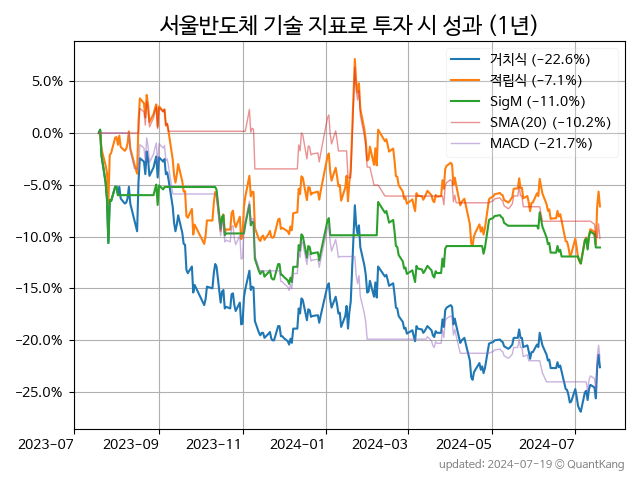 서울반도체 기술 지표로 투자 시 성과 (1년)
거치식 (−22.6%)
적립식 (−7.1%)
SigM (−11.0%)
SMA(20) (−10.2%)
MACD (−21.7%)
5.0%
0.0%
−5.0%
−10.0%
−15.0%
−20.0%
−25.0%
2023-07 2023-09 2023-11 2024-01 2024-03 2024-05 2024-07
updated: 2024-07-19 © QuantKang